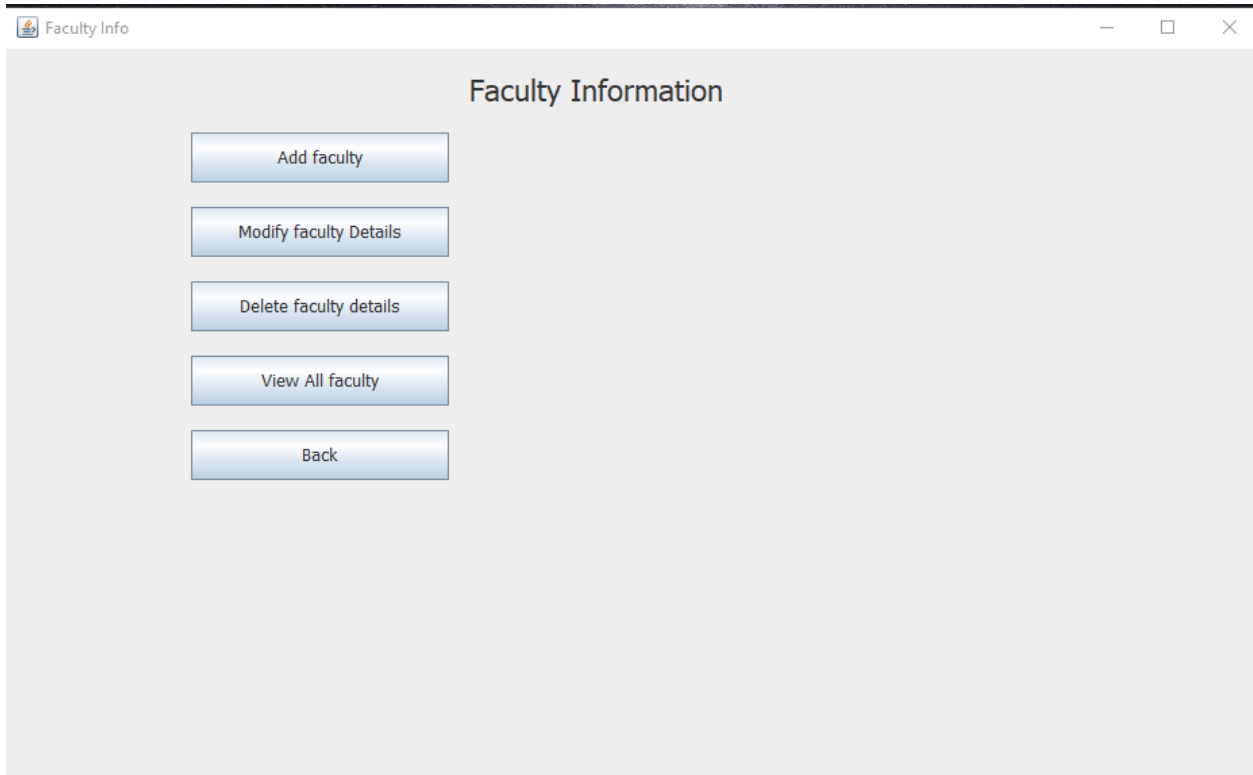 Faculty Info
Faculty Information
Add faculty
Modify faculty Details
Delete faculty details
View All faculty
Back